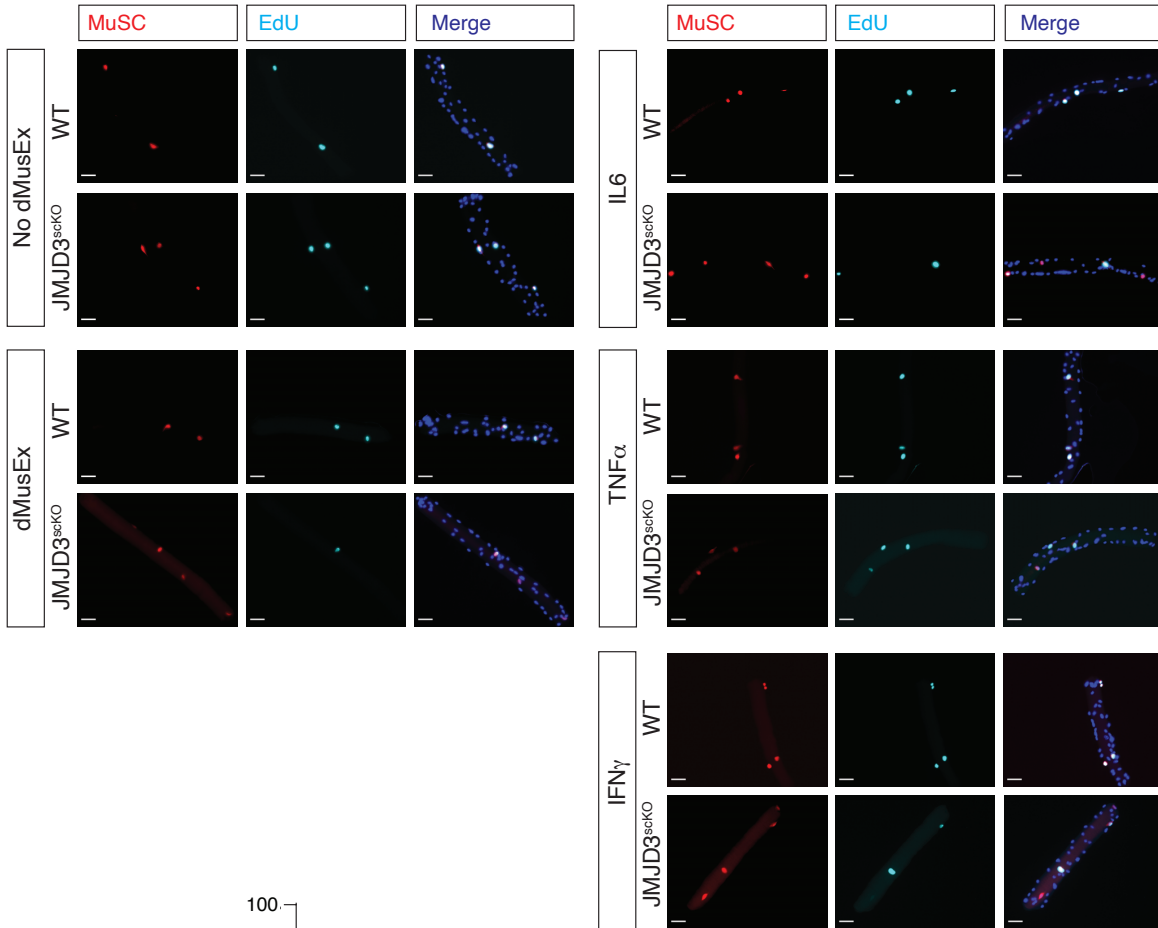 MuSC EdU Merge
No dMusEx
WT
JMJD3scKO
dMusEx
WT
JMJD3scKO
100
MuSC EdU Merge
IL6
WT
JMJD3scKO
TNFα
WT
JMJD3scKO
IFNγ
WT
JMJD3scKO